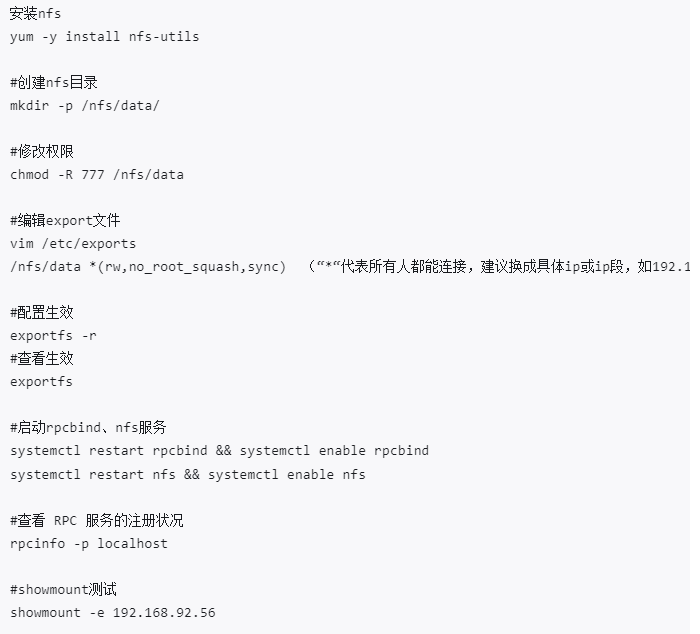 安装nfs
yum -y install nfs-utils
#创建nfs目录
mkdir -p /nfs/data/
#修改权限
chmod -R 777 /nfs/data
#编辑export文件
vim /etc/exports
/nfs/data *(rw,no_root_squash,sync) （“*“代表所有人都能连接，建议换成具体ip或ip段，如192.1
#配置生效
exportfs -r
#查看生效
exportfs
#启动rpcbind、nfs服务
systemctl restart rpcbind && systemctl enable rpcbind
systemctl restart nfs && systemctl enable nfs
#查看 RPC 服务的注册状况
rpcinfo -p localhost
#showmount测试
showmount -e 192.168.92.56